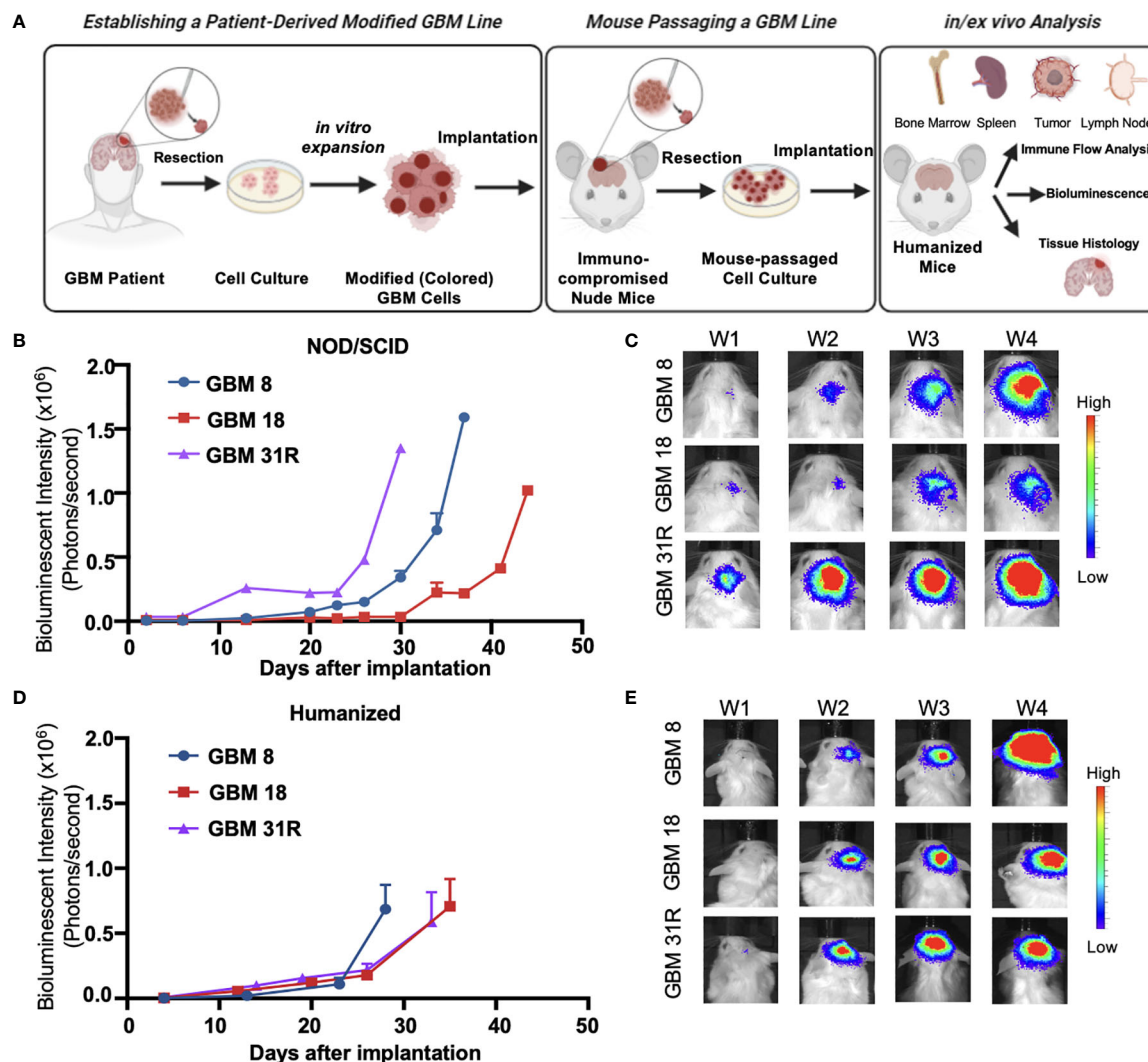 A
Establishing a Patient-Derived Modified GBM Line
Mouse Passaging a GBM Line
in/ex vivo Analysis
Resection
in vitro
expansion
Implantation
GBM Patient
Cell Culture
Modified (Colored)
GBM Cells
Resection
Implantation
Immuno-
compromised
Nude Mice
Mouse-passaged
Cell Culture
Bone Marrow
Spleen
Tumor
Lymph Node
Immune Flow Analysis
Bioluminescence
Tissue Histology
Humanized
Mice
B
NOD/SCID
Bioluminescent Intensity (x10⁶)
(Photons/second)
2.0
1.5
1.0
0.5
0.0
GBM 8
GBM 18
GBM 31R
0 10 20 30 40 50
Days after implantation
C
W1 W2 W3 W4
GBM 8
GBM 18
GBM 31R
High
Low
D
Humanized
Bioluminescent Intensity (x10⁶)
(Photons/second)
2.0
1.5
1.0
0.5
0.0
GBM 8
GBM 18
GBM 31R
0 10 20 30 40 50
Days after implantation
E
W1 W2 W3 W4
GBM 8
GBM 18
GBM 31R
High
Low